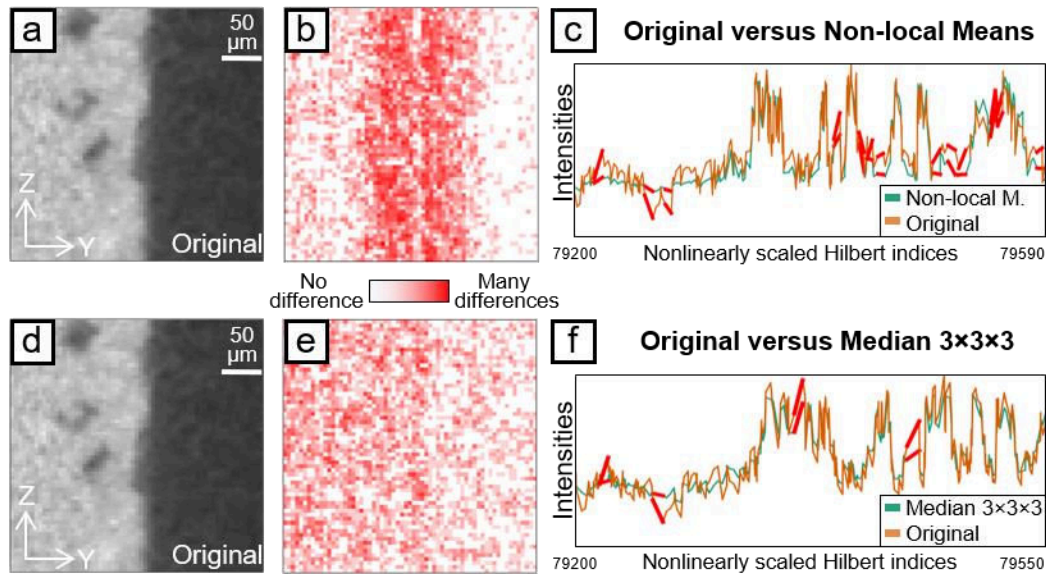 a
50
µm
Z
Y
Original
b
c
Original versus Non-local Means
Intensities
Non-local M.
Original
79200
Nonlinearly scaled Hilbert indices
79590
No
difference
Many
differences
d
50
µm
Z
Y
Original
e
f
Original versus Median 3×3×3
Intensities
Median 3×3×3
Original
79200
Nonlinearly scaled Hilbert indices
79550